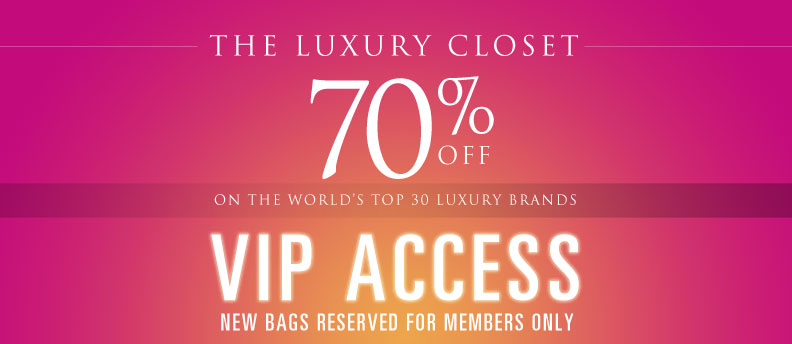 THE LUXURY CLOSET
70% OFF
ON THE WORLD'S TOP 30 LUXURY BRANDS
VIP ACCESS
NEW BAGS RESERVED FOR MEMBERS ONLY